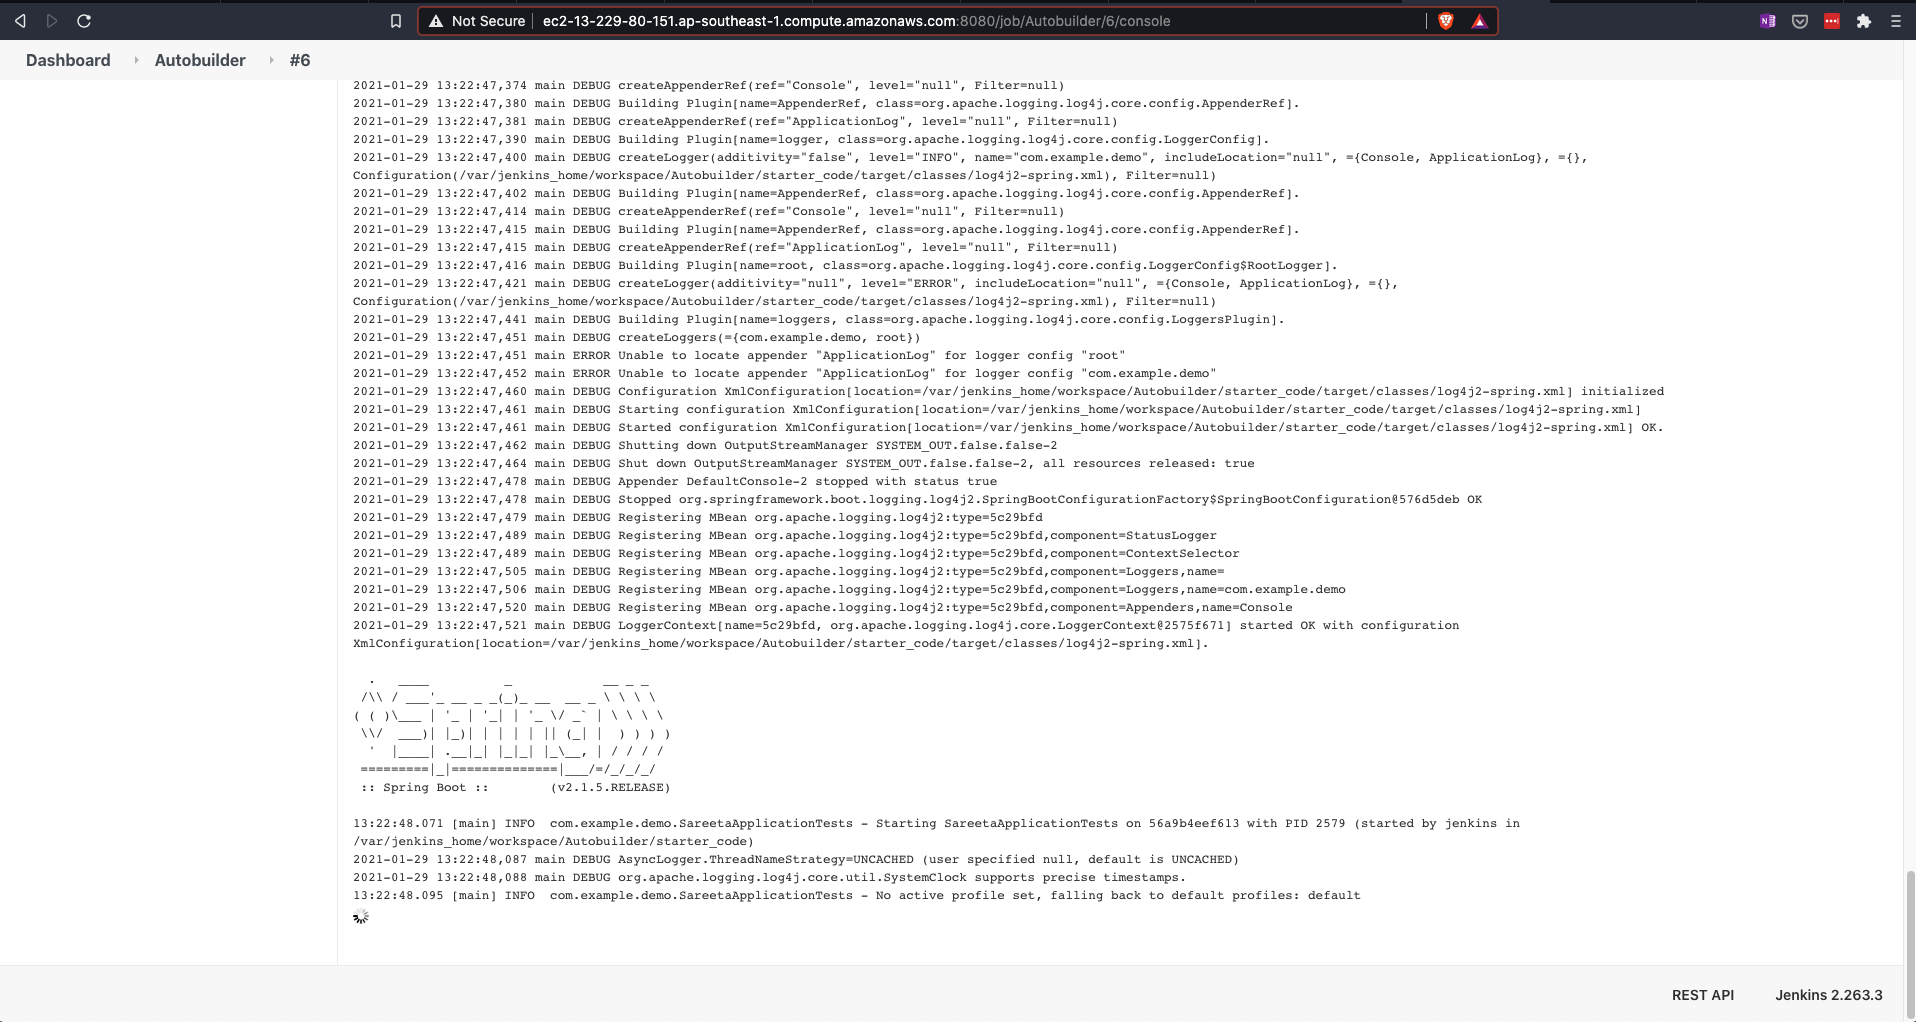 Not Secure ec2-13-229-80-151.ap-southeast-1.compute.amazonaws.com:8080/job/Autobuilder/6/console
Dashboard Autobuilder #6
2021-01-29 13:22:47,374 main DEBUG createAppenderRef(ref="Console", level="null", Filter=null)
2021-01-29 13:22:47,380 main DEBUG Building Plugin[name=AppenderRef, class=org.apache.logging.log4j.core.config.AppenderRef].
2021-01-29 13:22:47,381 main DEBUG createAppenderRef(ref="ApplicationLog", level="null", Filter=null)
2021-01-29 13:22:47,390 main DEBUG Building Plugin[name=logger, class=org.apache.logging.log4j.core.config.LoggerConfig].
2021-01-29 13:22:47,400 main DEBUG createLogger(additivity="false", level="INFO", name="com.example.demo", includeLocation="null", ={Console, ApplicationLog}, ={},
Configuration(/var/jenkins_home/workspace/Autobuilder/starter_code/target/classes/log4j2-spring.xml), Filter=null)
2021-01-29 13:22:47,402 main DEBUG Building Plugin[name=AppenderRef, class=org.apache.logging.log4j.core.config.AppenderRef].
2021-01-29 13:22:47,414 main DEBUG createAppenderRef(ref="Console", level="null", Filter=null)
2021-01-29 13:22:47,415 main DEBUG Building Plugin[name=AppenderRef, class=org.apache.logging.log4j.core.config.AppenderRef].
2021-01-29 13:22:47,415 main DEBUG createAppenderRef(ref="ApplicationLog", level="null", Filter=null)
2021-01-29 13:22:47,416 main DEBUG Building Plugin[name=root, class=org.apache.logging.log4j.core.config.LoggerConfig$RootLogger].
2021-01-29 13:22:47,421 main DEBUG createLogger(additivity="null", level="ERROR", includeLocation="null", ={Console, ApplicationLog}, ={},
Configuration(/var/jenkins_home/workspace/Autobuilder/starter_code/target/classes/log4j2-spring.xml), Filter=null)
2021-01-29 13:22:47,441 main DEBUG Building Plugin[name=loggers, class=org.apache.logging.log4j.core.config.LoggersPlugin].
2021-01-29 13:22:47,451 main DEBUG createLoggers(={com.example.demo, root})
2021-01-29 13:22:47,451 main ERROR Unable to locate appender "ApplicationLog" for logger config "root"
2021-01-29 13:22:47,452 main ERROR Unable to locate appender "ApplicationLog" for logger config "com.example.demo"
2021-01-29 13:22:47,460 main DEBUG Configuration XmlConfiguration[location=/var/jenkins_home/workspace/Autobuilder/starter_code/target/classes/log4j2-spring.xml] initialized
2021-01-29 13:22:47,461 main DEBUG Starting configuration XmlConfiguration[location=/var/jenkins_home/workspace/Autobuilder/starter_code/target/classes/log4j2-spring.xml]
2021-01-29 13:22:47,461 main DEBUG Started configuration XmlConfiguration[location=/var/jenkins_home/workspace/Autobuilder/starter_code/target/classes/log4j2-spring.xml] OK.
2021-01-29 13:22:47,462 main DEBUG Shutting down OutputStreamManager SYSTEM_OUT.false.false-2
2021-01-29 13:22:47,464 main DEBUG Shut down OutputStreamManager SYSTEM_OUT.false.false-2, all resources released: true
2021-01-29 13:22:47,478 main DEBUG Appender DefaultConsole-2 stopped with status true
2021-01-29 13:22:47,478 main DEBUG Stopped org.springframework.boot.logging.log4j2.SpringBootConfigurationFactory$SpringBootConfiguration@576d5deb OK
2021-01-29 13:22:47,479 main DEBUG Registering MBean org.apache.logging.log4j2:type=5c29bfd
2021-01-29 13:22:47,489 main DEBUG Registering MBean org.apache.logging.log4j2:type=5c29bfd,component=StatusLogger
2021-01-29 13:22:47,489 main DEBUG Registering MBean org.apache.logging.log4j2:type=5c29bfd,component=ContextSelector
2021-01-29 13:22:47,505 main DEBUG Registering MBean org.apache.logging.log4j2:type=5c29bfd,component=Loggers,name=
2021-01-29 13:22:47,506 main DEBUG Registering MBean org.apache.logging.log4j2:type=5c29bfd,component=Loggers,name=com.example.demo
2021-01-29 13:22:47,520 main DEBUG Registering MBean org.apache.logging.log4j2:type=5c29bfd,component=Appenders,name=Console
2021-01-29 13:22:47,521 main DEBUG LoggerContext[name=5c29bfd, org.apache.logging.log4j.core.LoggerContext@2575f671] started OK with configuration
XmlConfiguration[location=/var/jenkins_home/workspace/Autobuilder/starter_code/target/classes/log4j2-spring.xml].
:: Spring Boot :: (v2.1.5.RELEASE)
13:22:48.071 [main] INFO com.example.demo.SareetaApplicationTests - Starting SareetaApplicationTests on 56a9b4eef613 with PID 2579 (started by jenkins in
/var/jenkins_home/workspace/Autobuilder/starter_code)
2021-01-29 13:22:48,087 main DEBUG AsyncLogger.ThreadNameStrategy=UNCACHED (user specified null, default is UNCACHED)
2021-01-29 13:22:48,088 main DEBUG org.apache.logging.log4j.core.util.SystemClock supports precise timestamps.
13:22:48.095 [main] INFO com.example.demo.SareetaApplicationTests - No active profile set, falling back to default profiles: default
REST API Jenkins 2.263.3